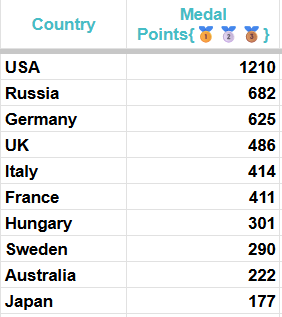 Country Medal
Points{🥇🥈🥉}
USA 1210
Russia 682
Germany 625
UK 486
Italy 414
France 411
Hungary 301
Sweden 290
Australia 222
Japan 177